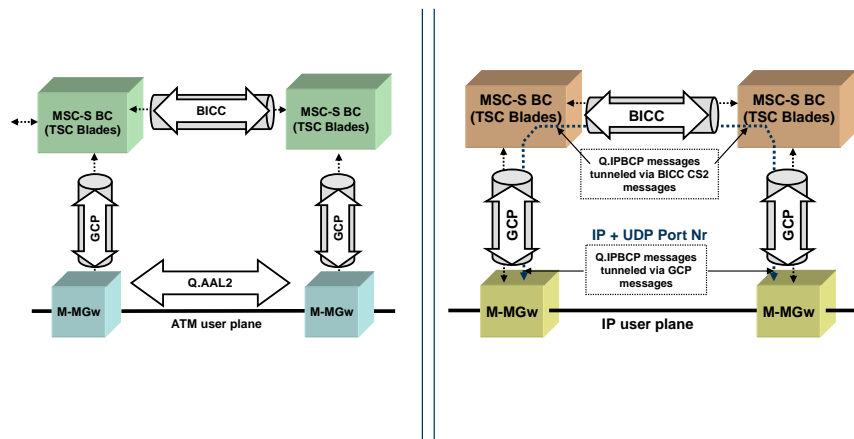 MSC-S BC
(TSC Blades)
BICC
MSC-S BC
(TSC Blades)
GCP
GCP
Q.AAL2
M-MGw
M-MGw
ATM user plane
MSC-S BC
(TSC Blades)
BICC
MSC-S BC
(TSC Blades)
Q.IPBCP messages
tunneled via BICC CS2
messages
GCP
GCP
IP + UDP Port Nr
Q.IPBCP messages
tunneled via GCP
messages
M-MGw
M-MGw
IP user plane